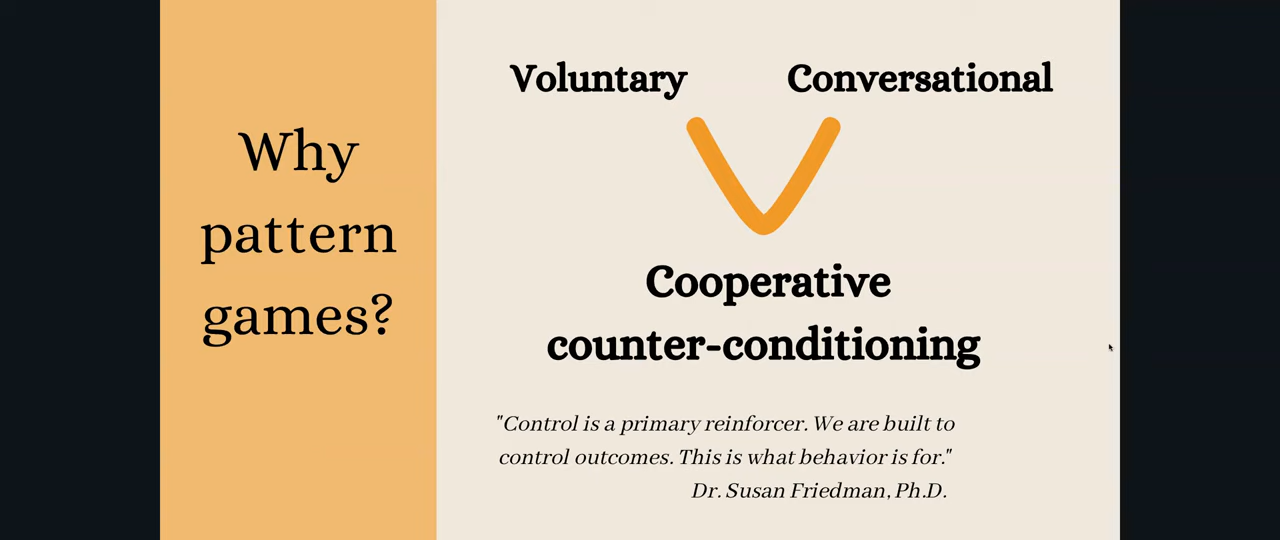 Why
pattern
games?
Voluntary
Conversational
Cooperative
counter-conditioning
"Control is a primary reinforcer. We are built to
control outcomes. This is what behavior is for."
Dr. Susan Friedman, Ph.D.